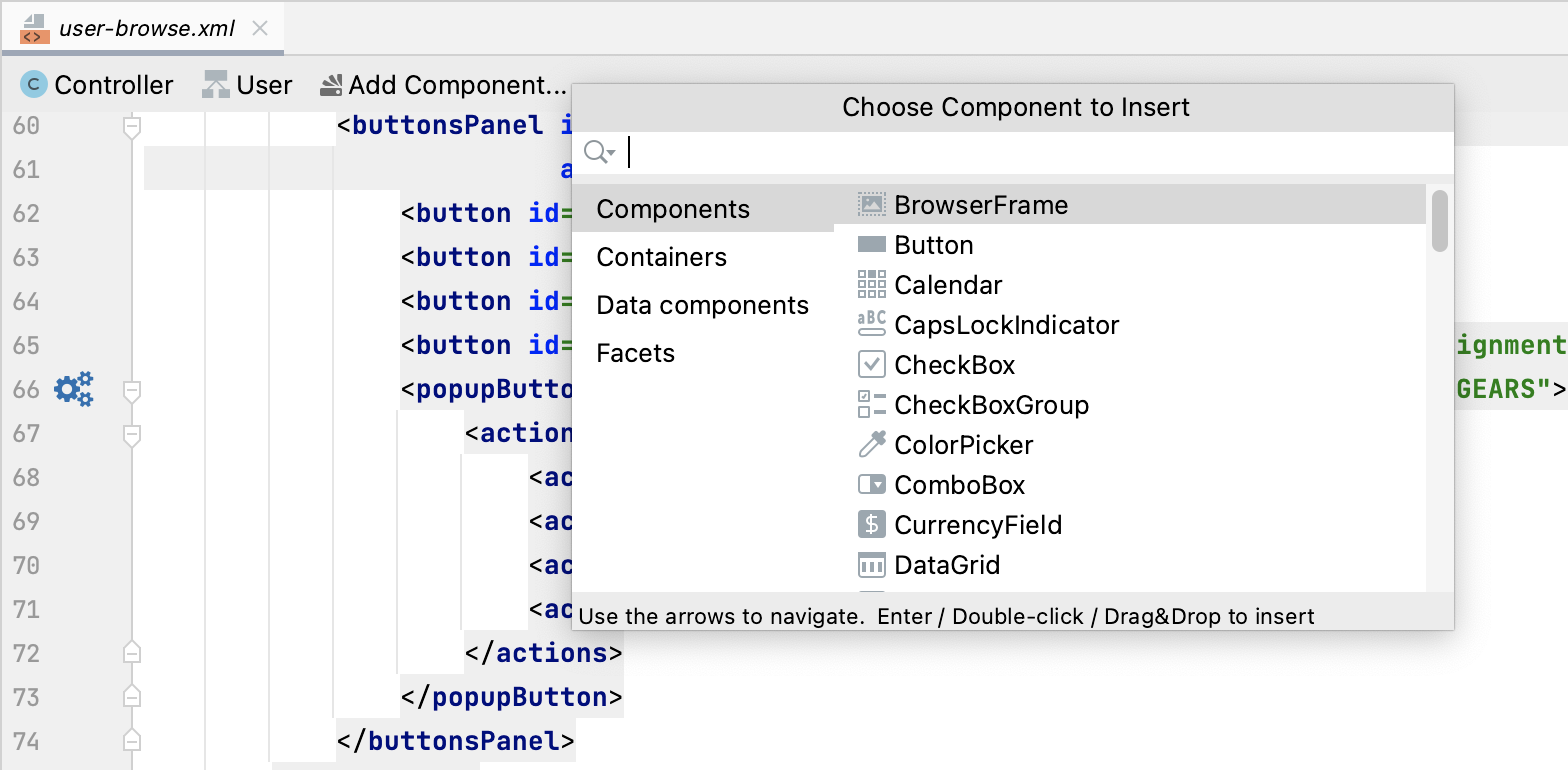 user-browse.xml
C Controller User Add Component...
Choose Component to Insert
60 <buttonsPanel i
61 a
62 <button id=
63 <button id=
64 <button id=
65 <button id= ignment
66 <popupButto GEARS">
67 <action
68 <ac
69 <ac
70 <ac
71 <ac
72 </actions>
73 </popupButton>
74 </buttonsPanel>
Components
Containers
Data components
Facets
BrowserFrame
Button
Calendar
aBC CapsLockIndicator
CheckBox
CheckBoxGroup
ColorPicker
ComboBox
$ CurrencyField
DataGrid
Use the arrows to navigate. Enter / Double-click / Drag&Drop to insert